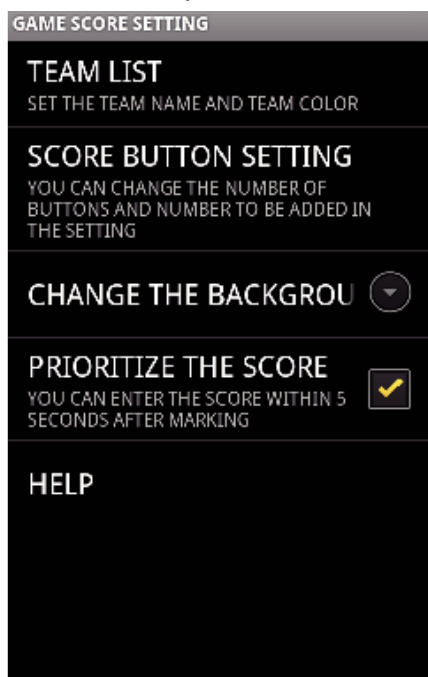 GAME SCORE SETTING
TEAM LIST
SET THE TEAM NAME AND TEAM COLOR
SCORE BUTTON SETTING
YOU CAN CHANGE THE NUMBER OF
BUTTONS AND NUMBER TO BE ADDED IN
THE SETTING
CHANGE THE BACKGROU
PRIORITIZE THE SCORE
YOU CAN ENTER THE SCORE WITHIN 5
SECONDS AFTER MARKING
HELP